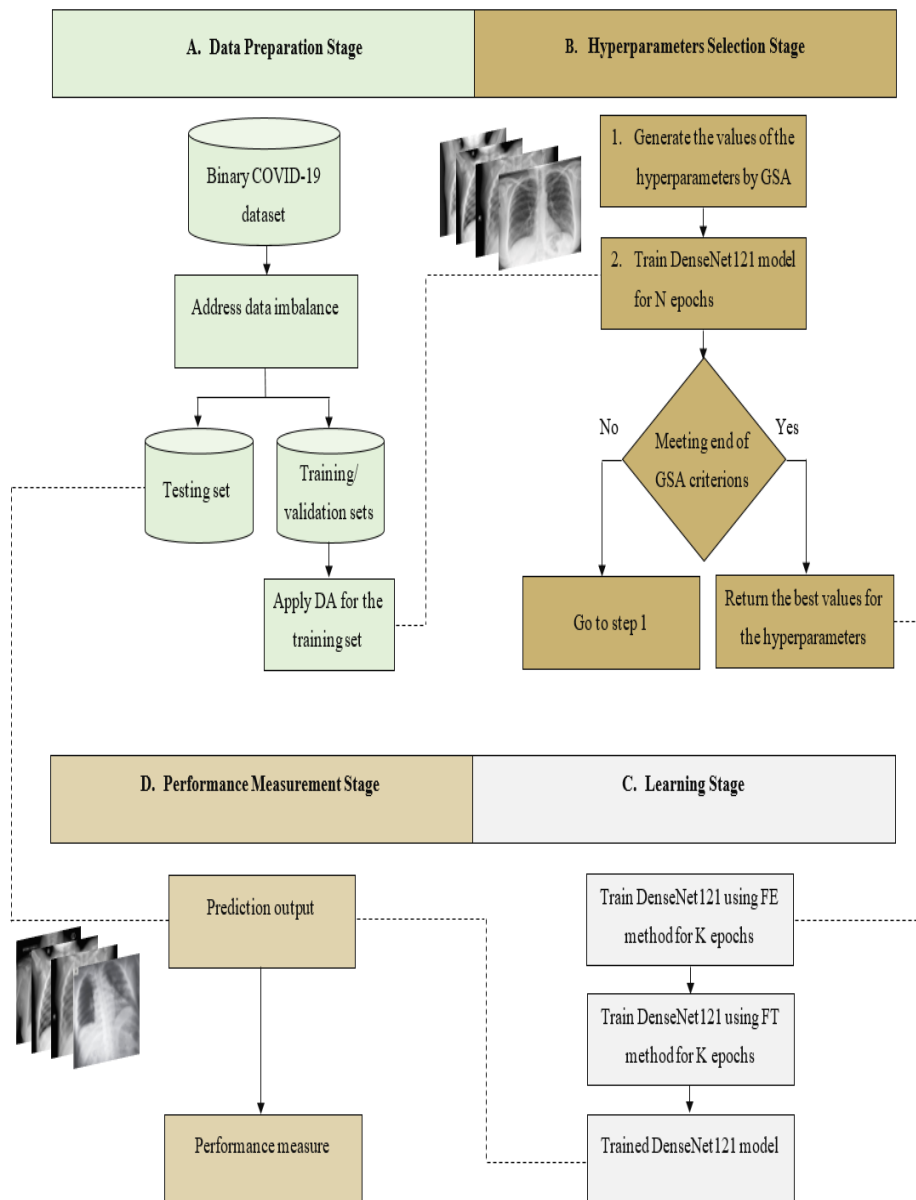 A. Data Preparation Stage
B. Hyperparameters Selection Stage
Binary COVID-19
dataset
Address data imbalance
Testing set
Training/
validation sets
Apply DA for the
training set
1. Generate the values of the
hyperparameters by GSA
2. Train DenseNet121 model
for N epochs
No
Yes
Meeting end of
GSA criterions
Go to step 1
Return the best values for
the hyperparameters
D. Performance Measurement Stage
C. Learning Stage
Prediction output
Performance measure
Train DenseNet121 using FE
method for K epochs
Train DenseNet121 using FT
method for K epochs
Trained DenseNet121 model